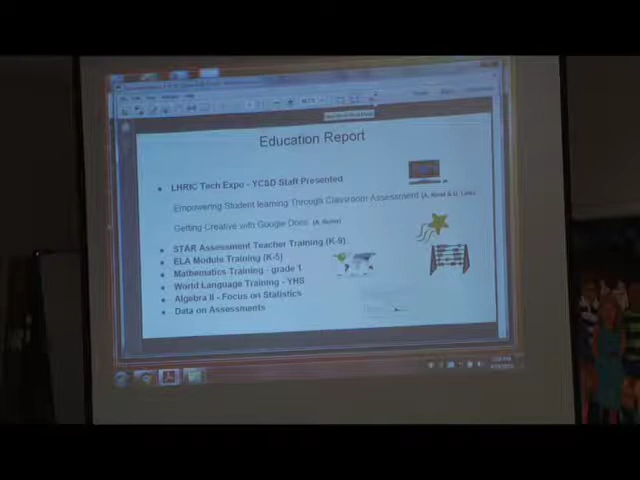 Education Report
LHRIC Tech Expo - YCSD Staff Presented
Empowering Student learning Through Classroom Assessment
Getting Creative with Google Docs
STAR Assessment Teacher Training (K-9)
ELA Module Training (K-5)
Mathematics Training - grade 1
World Language Training - YHS
Algebra II - Focus on Statistics
Data on Assessments